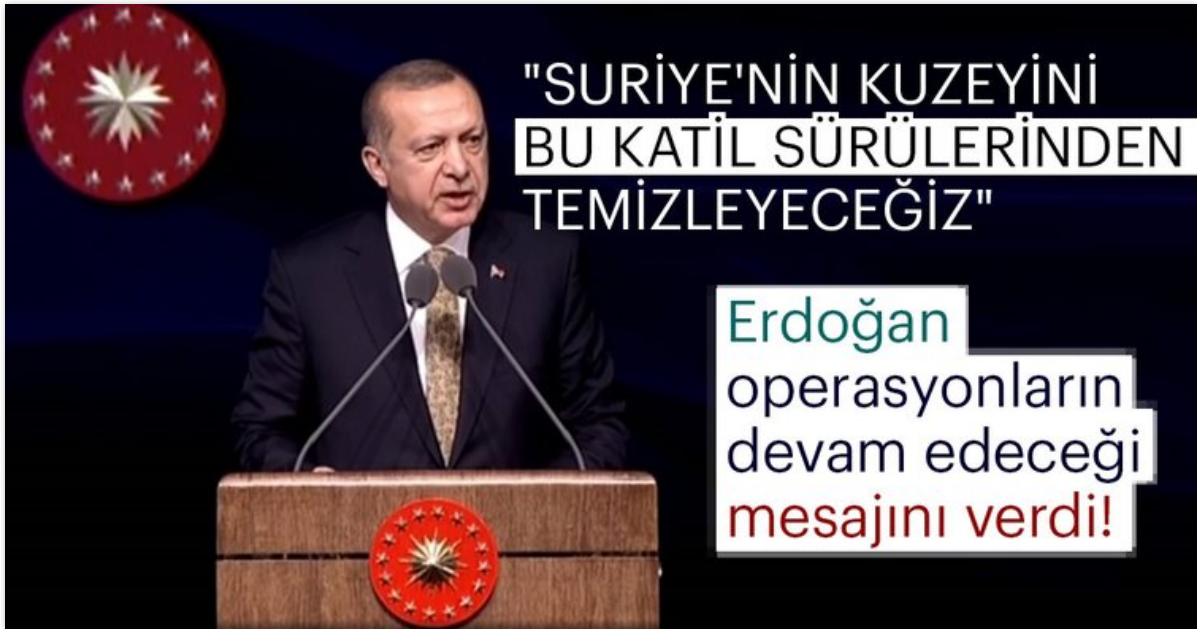 "SURİYE'NİN KUZEYİNİ
BU KATİL SÜRÜLERİNDEN
TEMİZLEYECEĞİZ"
Erdoğan
operasyonların
devam edeceği
mesajını verdi!